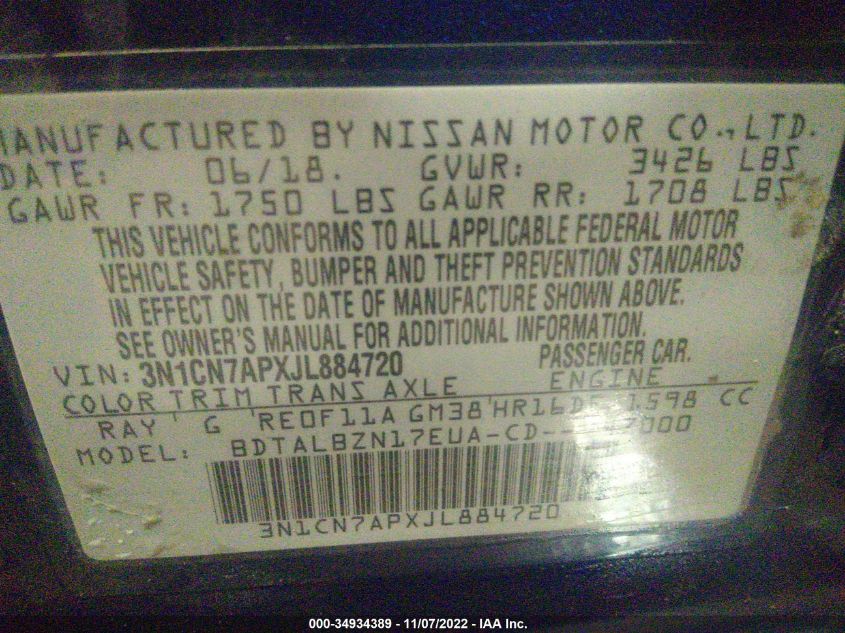 MANUFACTURED BY NISSAN MOTOR CO., LTD.
DATE: 06/18. GVWR: 3426 LBS
GAWR FR: 1750 LBS GAWR RR: 1708 LBS
THIS VEHICLE CONFORMS TO ALL APPLICABLE FEDERAL MOTOR
VEHICLE SAFETY, BUMPER AND THEFT PREVENTION STANDARDS
IN EFFECT ON THE DATE OF MANUFACTURE SHOWN ABOVE.
SEE OWNER'S MANUAL FOR ADDITIONAL INFORMATION.
VIN: 3N1CN7APXJL884720 PASSENGER CAR.
COLOR TRIM TRANS AXLE ENGINE
RAY G RE0F11A GM38 1598 CC
MODEL:
3N1CN7APXJL884720
000-34934389 - 11/07/2022 - IAA Inc.